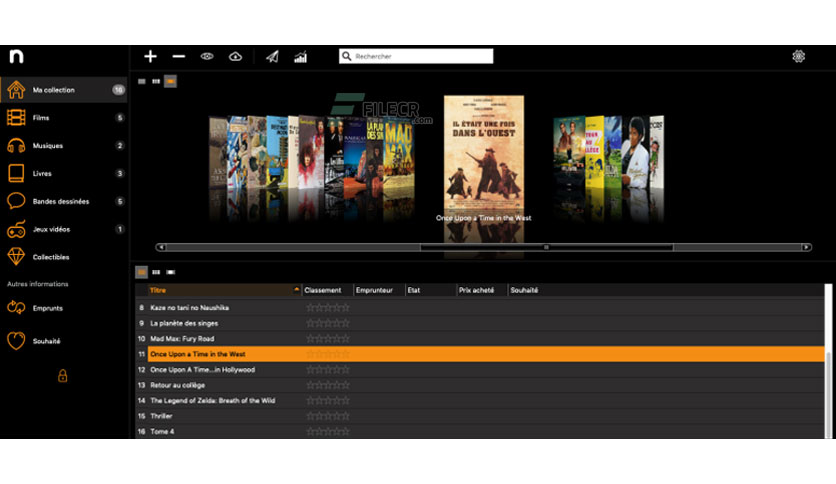 n
Rechercher
Ma collection 16
Films 5
Musiques 2
Livres 3
Bandes dessinées 5
Jeux vidéos 1
Collectibles
Autres informations
Emprunts
Souhaité
FILECR
.com
LA PLA
DES SIN
MAD
MAX
IL ÉTAIT UNE FOIS
DANS L'OUEST
Once Upon a Time in the West
Titre Classement Emprunteur Etat Prix acheté Souhaité
8 Kaze no tani no Naushika
9 La planète des singes
10 Mad Max: Fury Road
11 Once Upon a Time in the West
12 Once Upon A Time...in Hollywood
13 Retour au collège
14 The Legend of Zelda: Breath of the Wild
15 Thriller
16 Tome 4